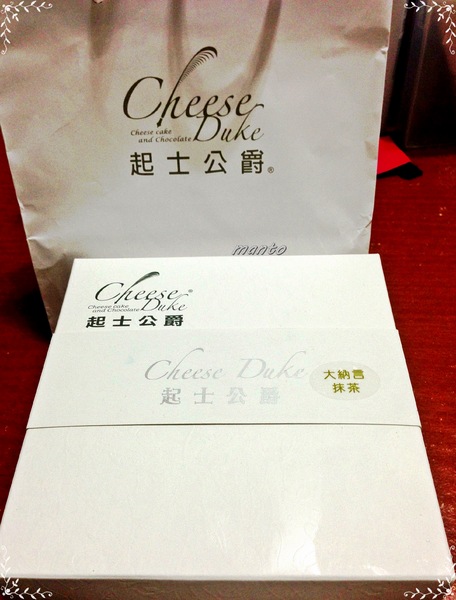 Cheese
Duke
Cheese cake
and Chocolate
起士公爵®
manto
Cheese®
Duke
Cheese cake
and Chocolate
起士公爵
Cheese Duke
起士公爵
大納言
抹茶